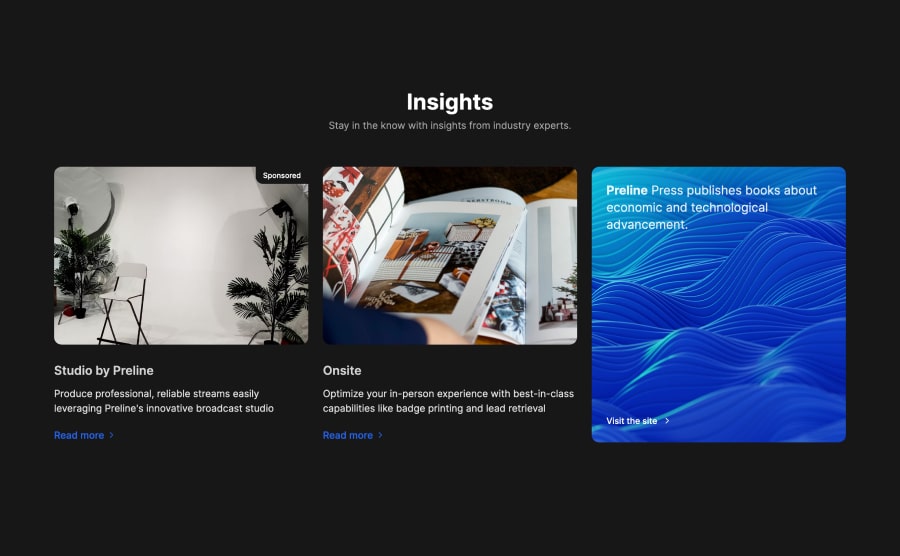 Insights
Stay in the know with insights from industry experts.
Sponsored
Studio by Preline
Produce professional, reliable streams easily
leveraging Preline's innovative broadcast studio
Read more
Onsite
Optimize your in-person experience with best-in-class
capabilities like badge printing and lead retrieval
Read more
Preline Press publishes books about
economic and technological
advancement.
Visit the site